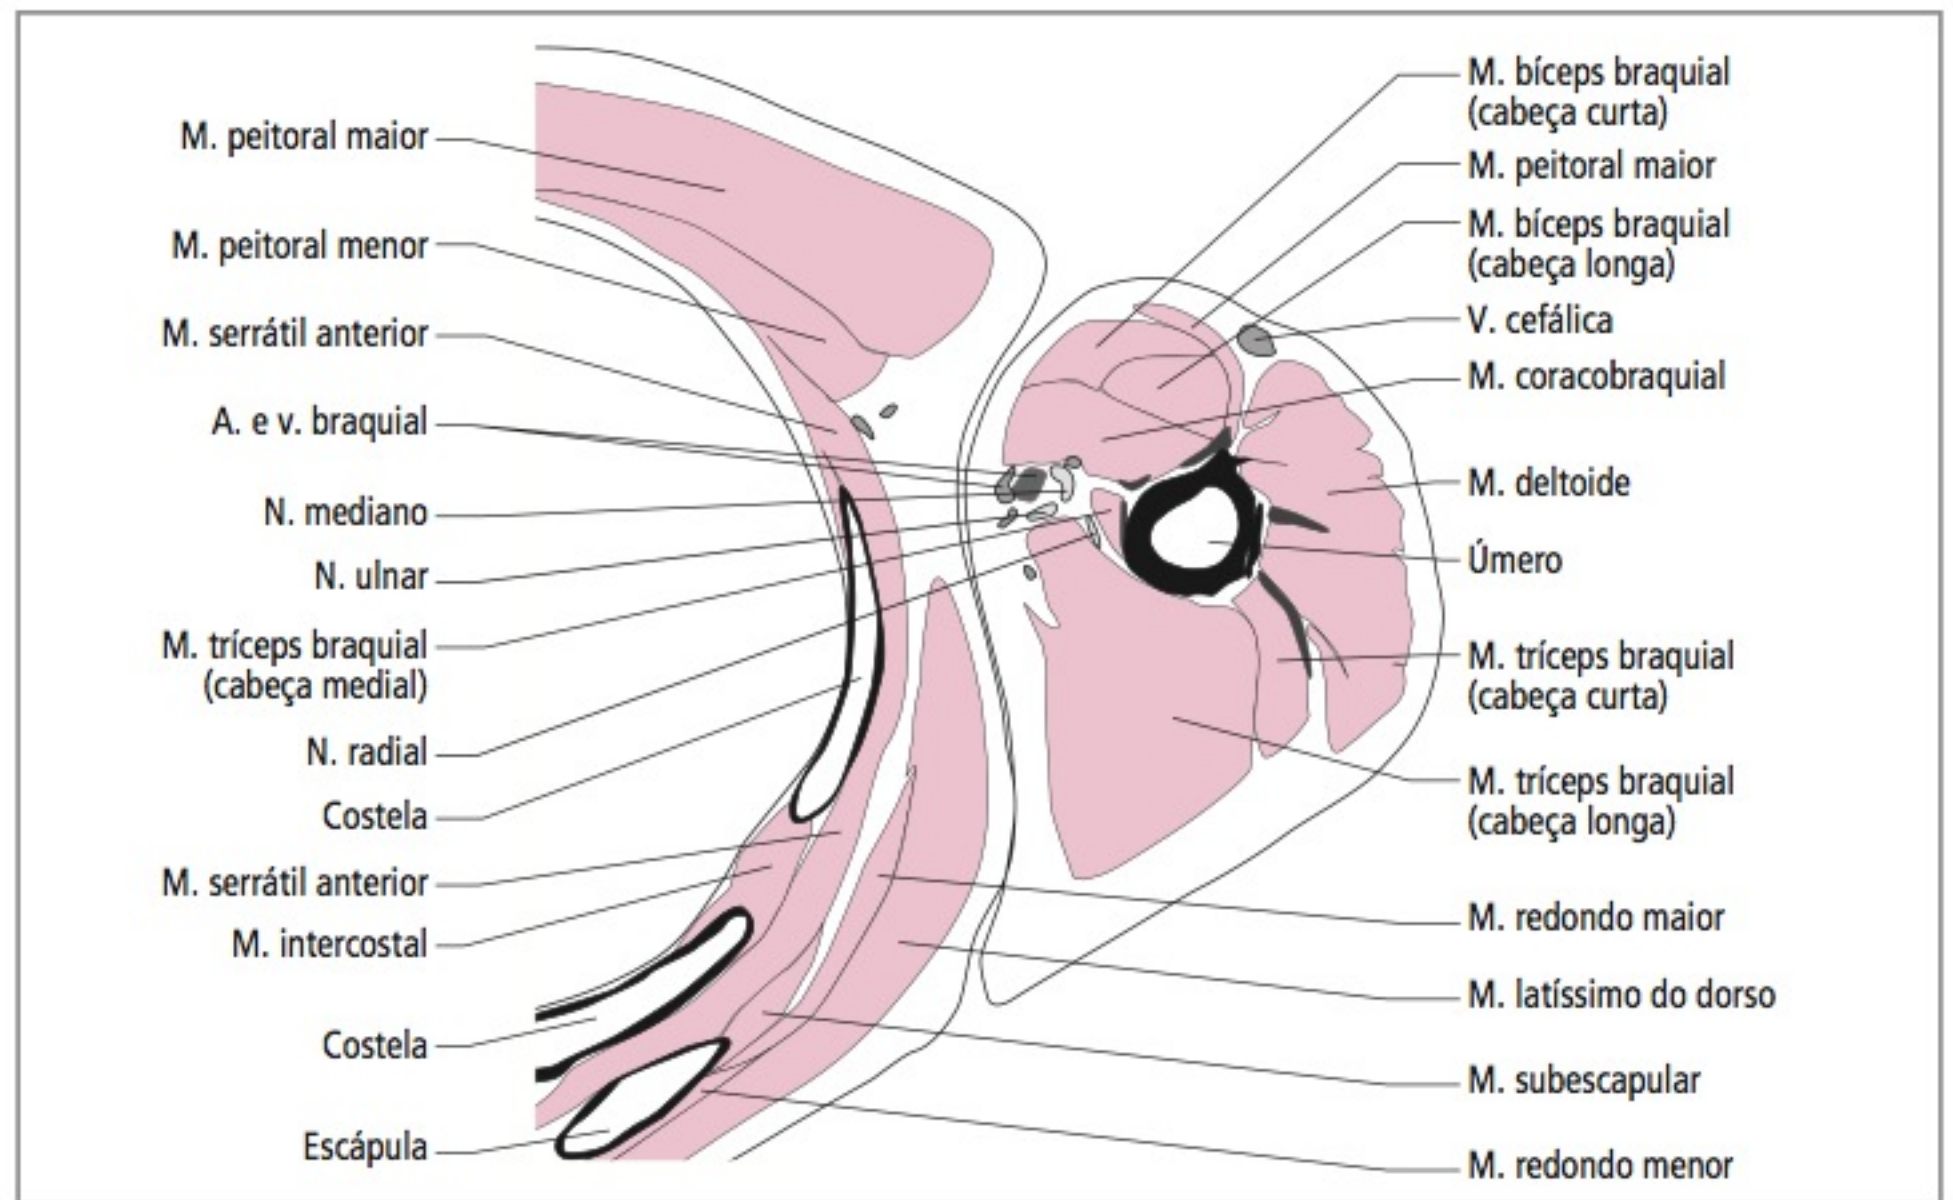 M. peitoral maior
M. peitoral menor
M. serrátil anterior
A. e v. braquial
N. mediano
N. ulnar
M. tríceps braquial
(cabeça medial)
N. radial
Costela
M. serrátil anterior
M. intercostal
Costela
Escápula
M. bíceps braquial
(cabeça curta)
M. peitoral maior
M. bíceps braquial
(cabeça longa)
V. cefálica
M. coracobraquial
M. deltoide
Úmero
M. tríceps braquial
(cabeça curta)
M. tríceps braquial
(cabeça longa)
M. redondo maior
M. latíssimo do dorso
M. subescapular
M. redondo menor